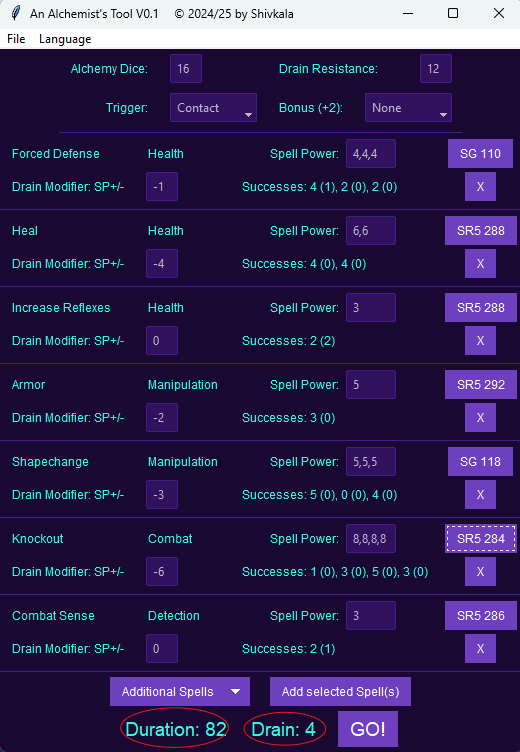 An Alchemist's Tool V0.1 © 2024/25 by Shivkala
File Language
Alchemy Dice: 16 Drain Resistance: 12
Trigger: Contact Bonus (+2): None
Forced Defense Health Spell Power: 4,4,4 SG 110
Drain Modifier: SP+/- -1 Successes: 4 (1), 2 (0), 2 (0) X
Heal Health Spell Power: 6,6 SR5 288
Drain Modifier: SP+/- -4 Successes: 4 (0), 4 (0) X
Increase Reflexes Health Spell Power: 3 SR5 288
Drain Modifier: SP+/- 0 Successes: 2 (2) X
Armor Manipulation Spell Power: 5 SR5 292
Drain Modifier: SP+/- -2 Successes: 3 (0) X
Shapechange Manipulation Spell Power: 5,5,5 SG 118
Drain Modifier: SP+/- -3 Successes: 5 (0), 0 (0), 4 (0) X
Knockout Combat Spell Power: 8,8,8,8 SR5 284
Drain Modifier: SP+/- -6 Successes: 1 (0), 3 (0), 5 (0), 3 (0) X
Combat Sense Detection Spell Power: 3 SR5 286
Drain Modifier: SP+/- 0 Successes: 2 (1) X
Additional Spells Add selected Spell(s)
Duration: 82 Drain: 4 GO!